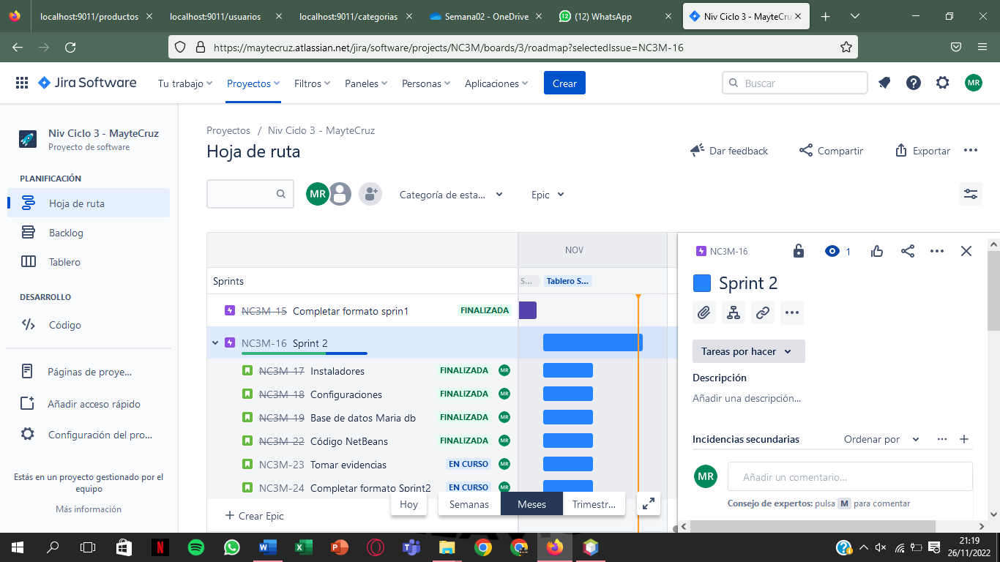 localhost:9011/productos
localhost:9011/usuarios
localhost:9011/categorias
Semana02 - OneDrive
12
(12) WhatsApp
Niv Ciclo 3 - MayteCru
https://maytecruz.atlassian.net/jira/software/projects/NC3M/boards/3/roadmap?selectedIssue=NC3M-16
Jira Software
Tu trabajo
Proyectos
Filtros
Paneles
Personas
Aplicaciones
Crear
Buscar
MR
Niv Ciclo 3 - MayteCruz
Proyecto de software
PLANIFICACIÓN
Hoja de ruta
Backlog
Tablero
DESARROLLO
Código
Páginas de proye...
Añadir acceso rápido
Configuración del pro...
Estás en un proyecto gestionado por el
equipo
Más información
Proyectos / Niv Ciclo 3 - MayteCruz
Hoja de ruta
Dar feedback
Compartir
Exportar
MR
Categoría de esta...
Epic
NOV
Sprints
S...
Tablero S...
NC3M-15 Completar formato sprin1 FINALIZADA
NC3M-16 Sprint 2
NC3M-17 Instaladores FINALIZADA MR
NC3M-18 Configuraciones FINALIZADA MR
NC3M-19 Base de datos Maria db FINALIZADA MR
NC3M-22 Código NetBeans FINALIZADA MR
NC3M-23 Tomar evidencias EN CURSO MR
NC3M-24 Completar formato Sprint2 EN CURSO MR
+ Crear Epic
Hoy
Semanas
Meses
Trimestr...
NC3M-16
1
Sprint 2
Tareas por hacer
Descripción
Añadir una descripción...
Incidencias secundarias
Ordenar por
MR
Añadir un comentario...
Consejo de expertos: pulsa M para comentar
21:19
26/11/2022